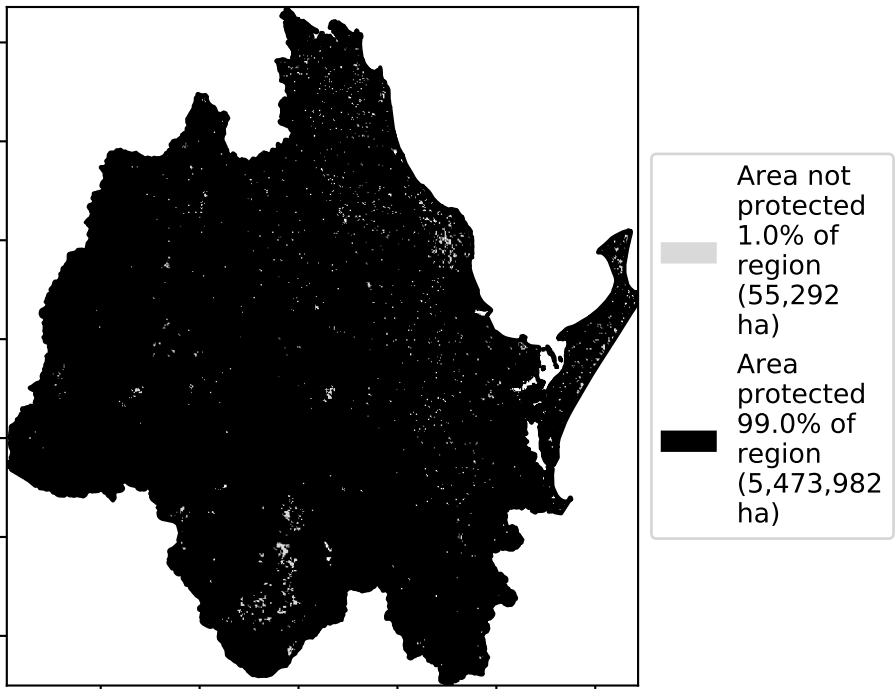 Area not
protected
1.0% of
region
(55,292
ha)
Area
protected
99.0% of
region
(5,473,982
ha)